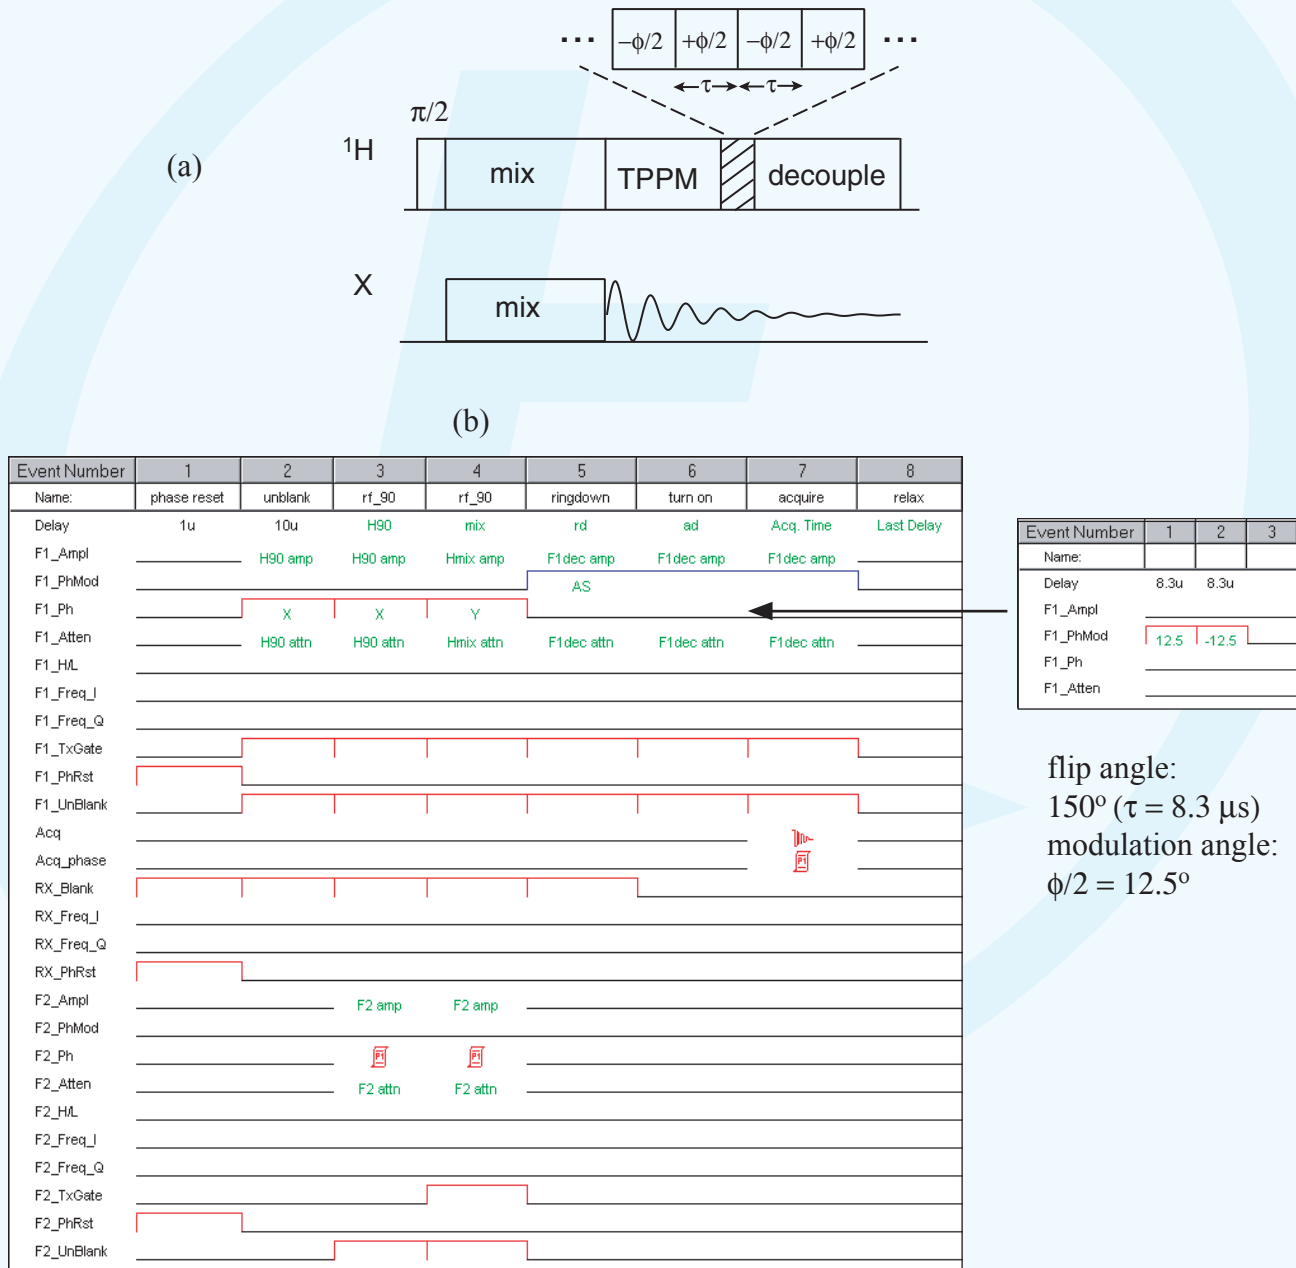 ··· −ϕ/2 +ϕ/2 −ϕ/2 +ϕ/2 ···
τ τ
π/2
(a)
¹H
mix TPPM decouple
X
mix
(b)
Event Number 1 2 3 4 5 6 7 8
Name: phase reset unblank rf_90 rf_90 ringdown turn on acquire relax
Delay 1u 10u H90 mix rd ad Acq. Time Last Delay
F1_Ampl H90 amp H90 amp Hmix amp F1dec amp F1dec amp F1dec amp
F1_PhMod AS
F1_Ph X X Y
F1_Atten H90 attn H90 attn Hmix attn F1dec attn F1dec attn F1dec attn
F1_H/L
F1_Freq_I
F1_Freq_Q
F1_TxGate
F1_PhRst
F1_UnBlank
Acq
Acq_phase P1
RX_Blank
RX_Freq_I
RX_Freq_Q
RX_PhRst
F2_Ampl F2 amp F2 amp
F2_PhMod
F2_Ph P1 P1
F2_Atten F2 attn F2 attn
F2_H/L
F2_Freq_I
F2_Freq_Q
F2_TxGate
F2_PhRst
F2_UnBlank
Event Number 1 2 3
Name:
Delay 8.3u 8.3u
F1_Ampl
F1_PhMod 12.5 -12.5
F1_Ph
F1_Atten
flip angle:
150º (τ = 8.3 μs)
modulation angle:
ϕ/2 = 12.5º